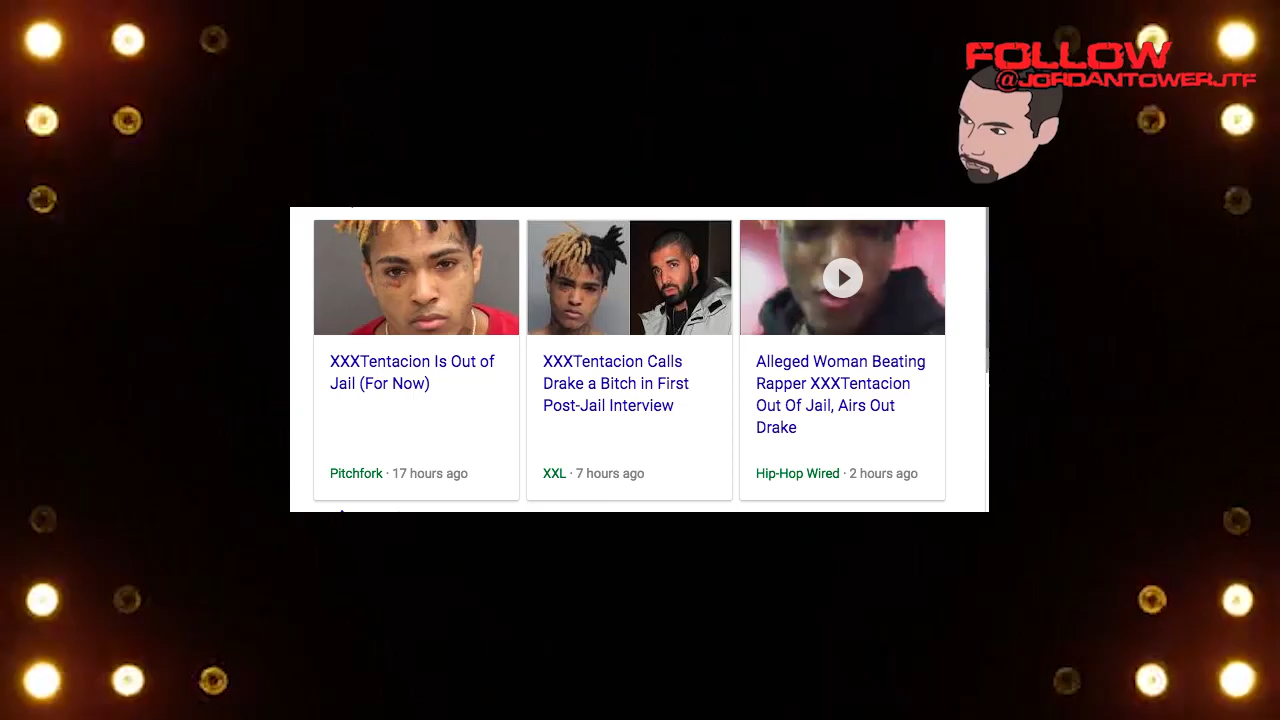 FOLLOW
@JORDANTOWERJTF
XXXTentacion Is Out of
Jail (For Now)
Pitchfork · 17 hours ago
XXXTentacion Calls
Drake a Bitch in First
Post-Jail Interview
XXL · 7 hours ago
Alleged Woman Beating
Rapper XXXTentacion
Out Of Jail, Airs Out
Drake
Hip-Hop Wired · 2 hours ago